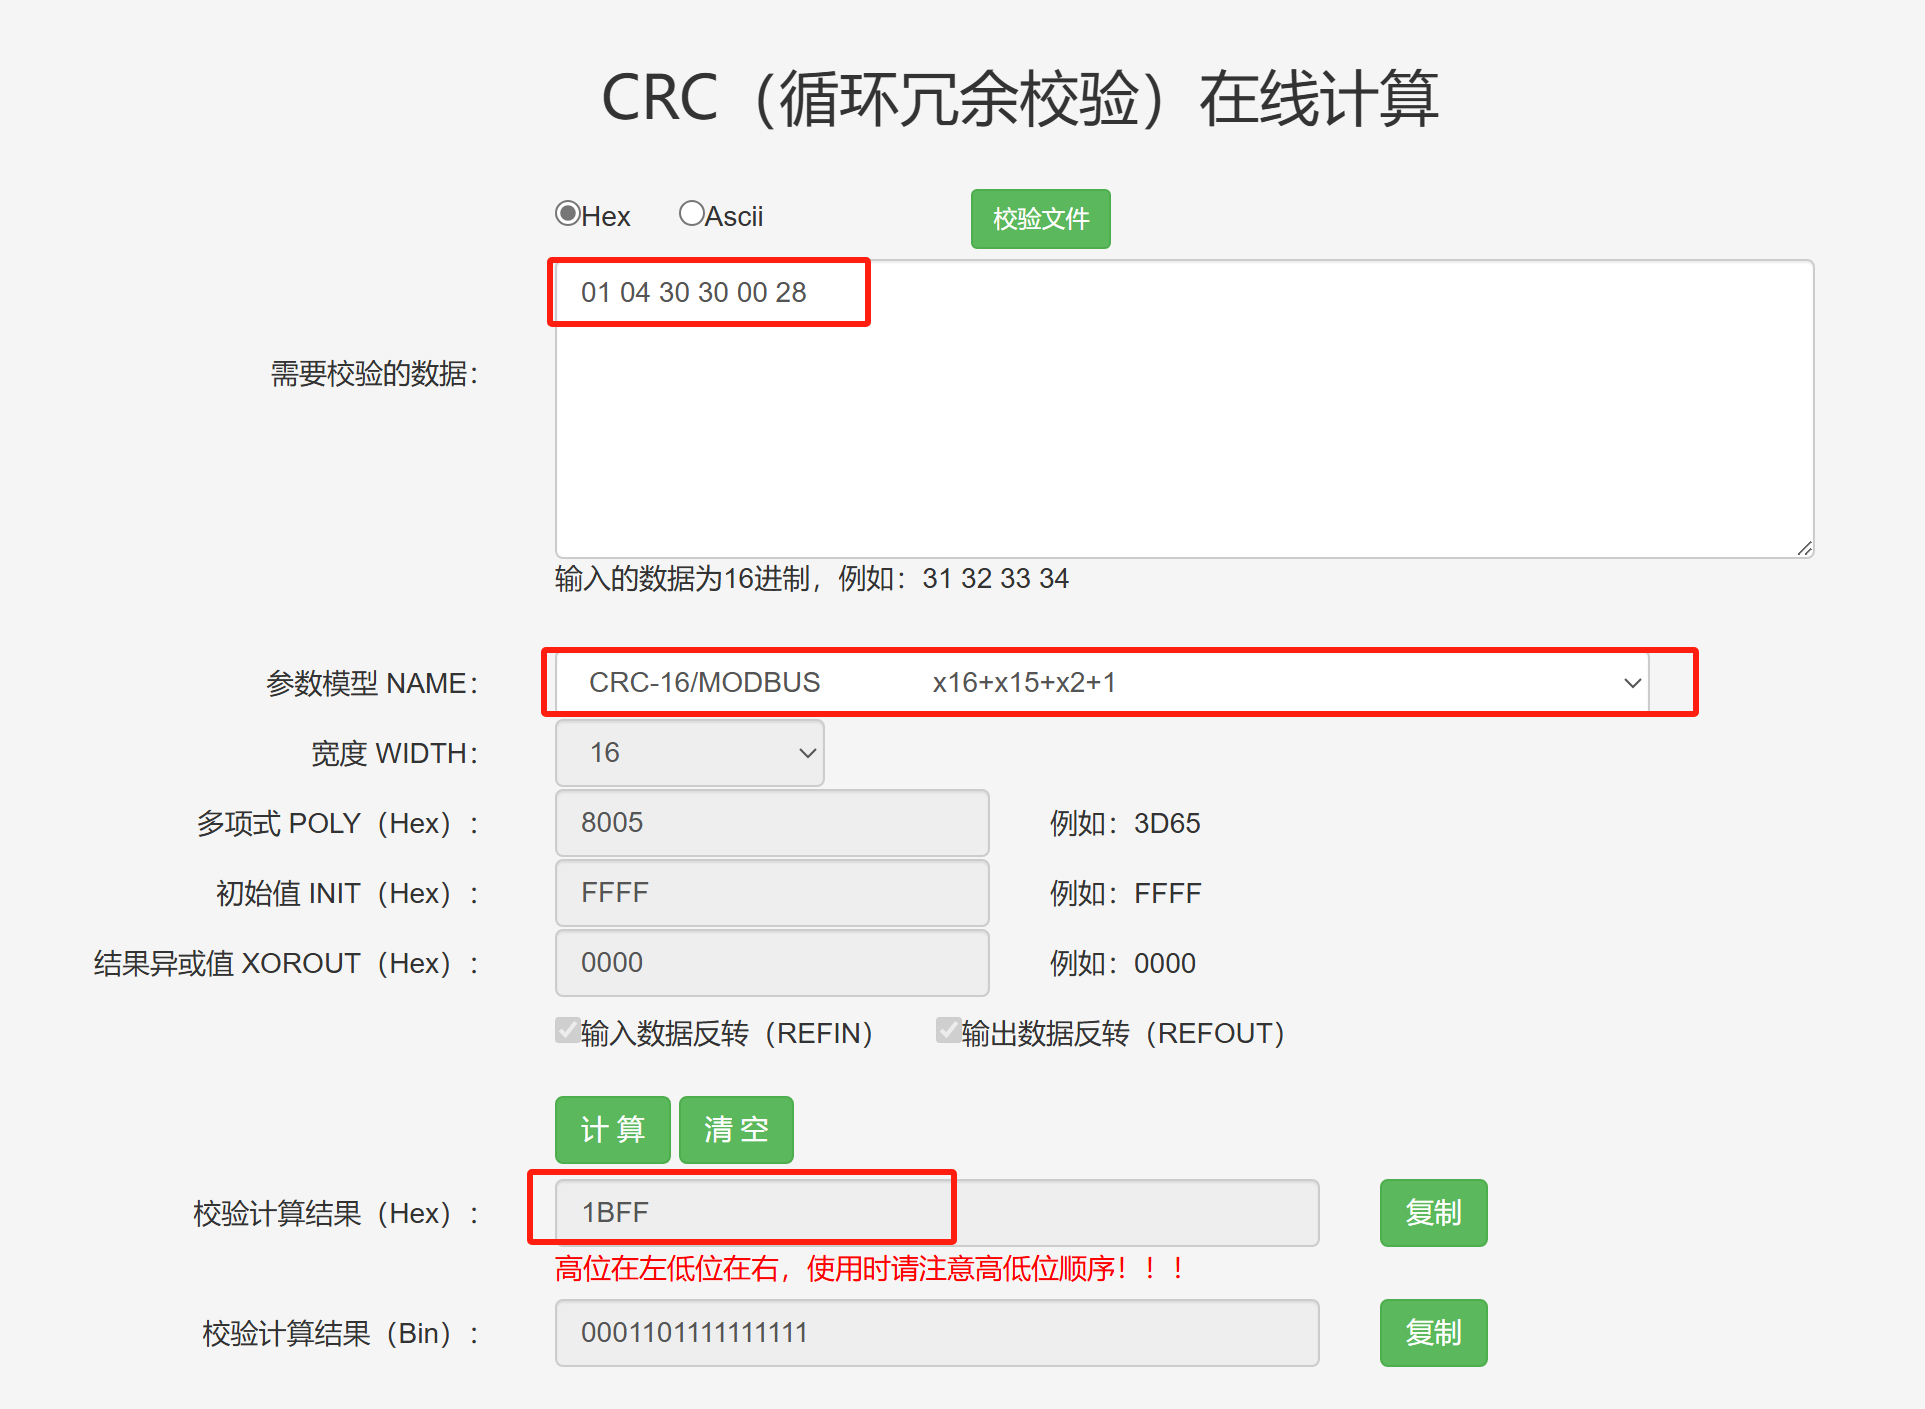 CRC（循环冗余校验）在线计算
Hex Ascii 校验文件
01 04 30 30 00 28
需要校验的数据：
输入的数据为16进制，例如：31 32 33 34
参数模型 NAME： CRC-16/MODBUS x16+x15+x2+1
宽度 WIDTH： 16
多项式 POLY（Hex）： 8005 例如：3D65
初始值 INIT（Hex）： FFFF 例如：FFFF
结果异或值 XOROUT（Hex）： 0000 例如：0000
输入数据反转（REFIN） 输出数据反转（REFOUT）
计 算 清 空
校验计算结果（Hex）： 1BFF 复制
高位在左低位在右，使用时请注意高低位顺序！！！
校验计算结果（Bin）： 0001101111111111 复制